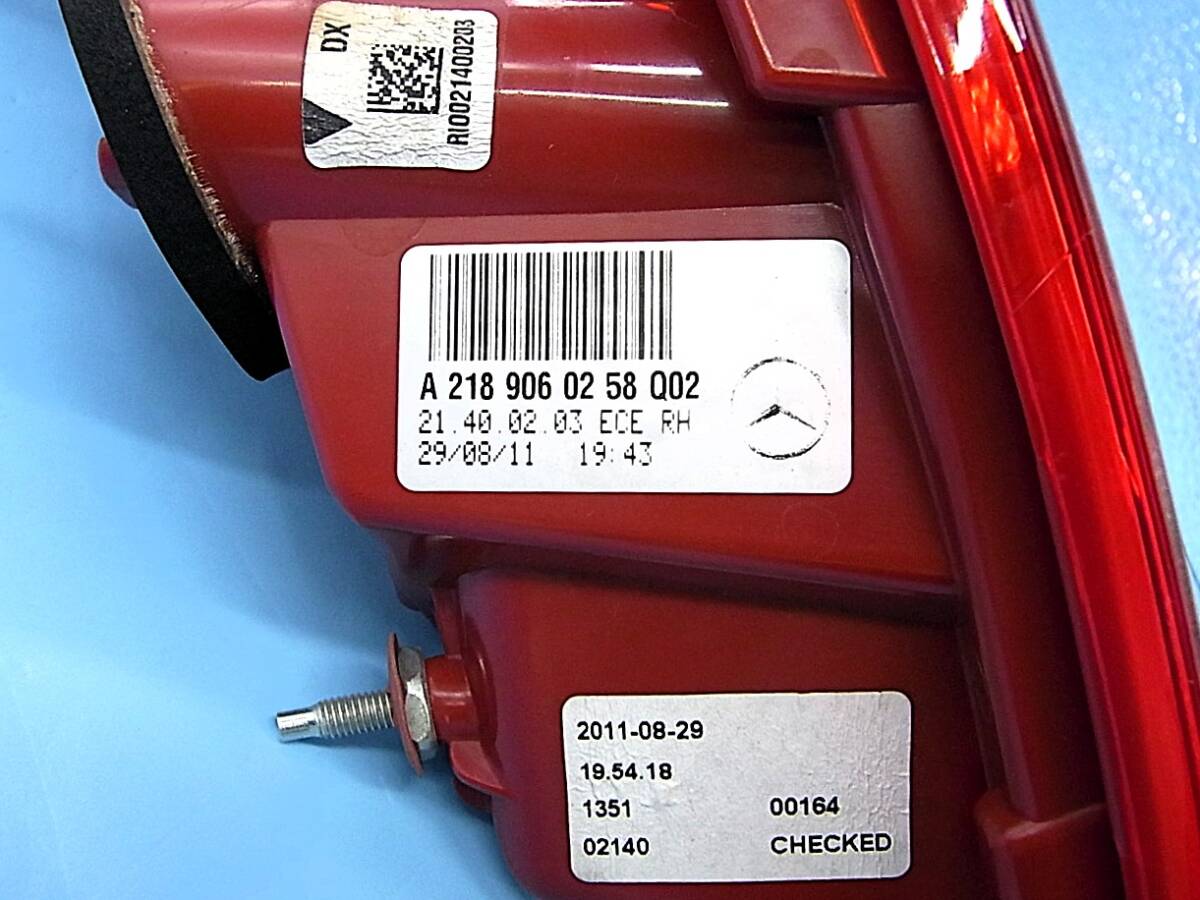 DX
RI0021400203
A 218 906 02 58 Q02
21.40.02.03 ECE RH
29/08/11 19:43
2011-08-29
19.54.18
1351 00164
02140 CHECKED